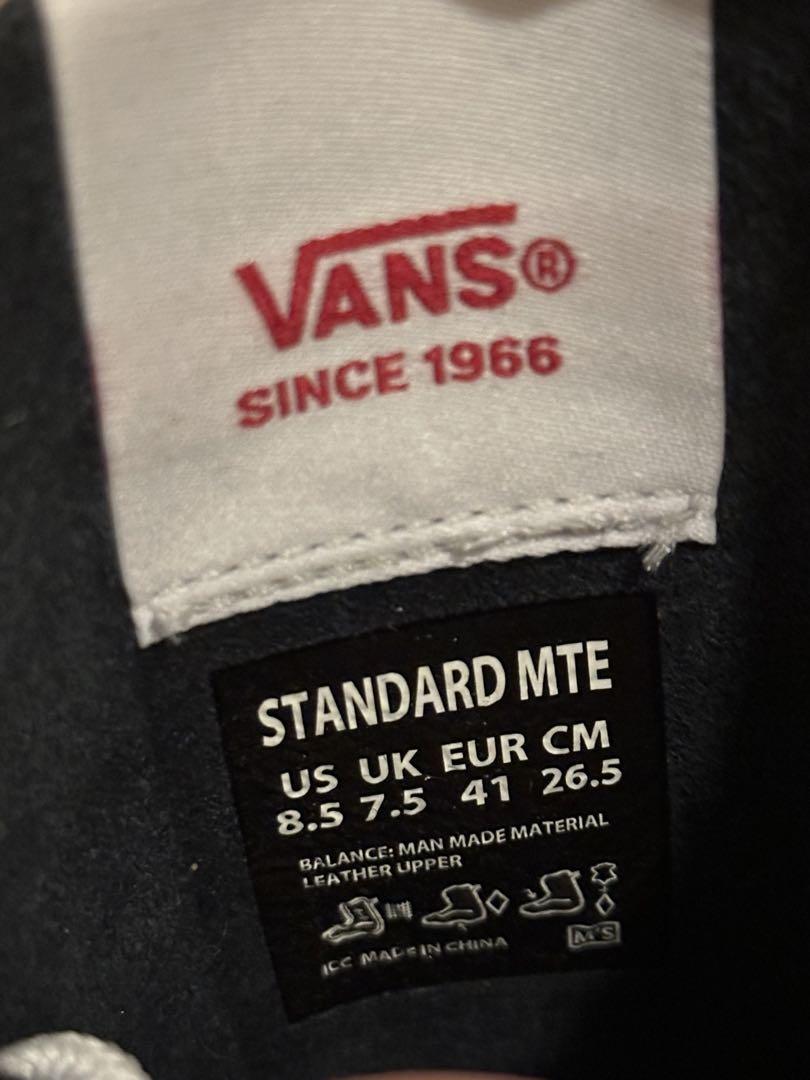 VANS®
SINCE 1966
STANDARD MTE
US UK EUR CM
8.5 7.5 41 26.5
BALANCE: MAN MADE MATERIAL
LEATHER UPPER
ICC MADE IN CHINA
M'S